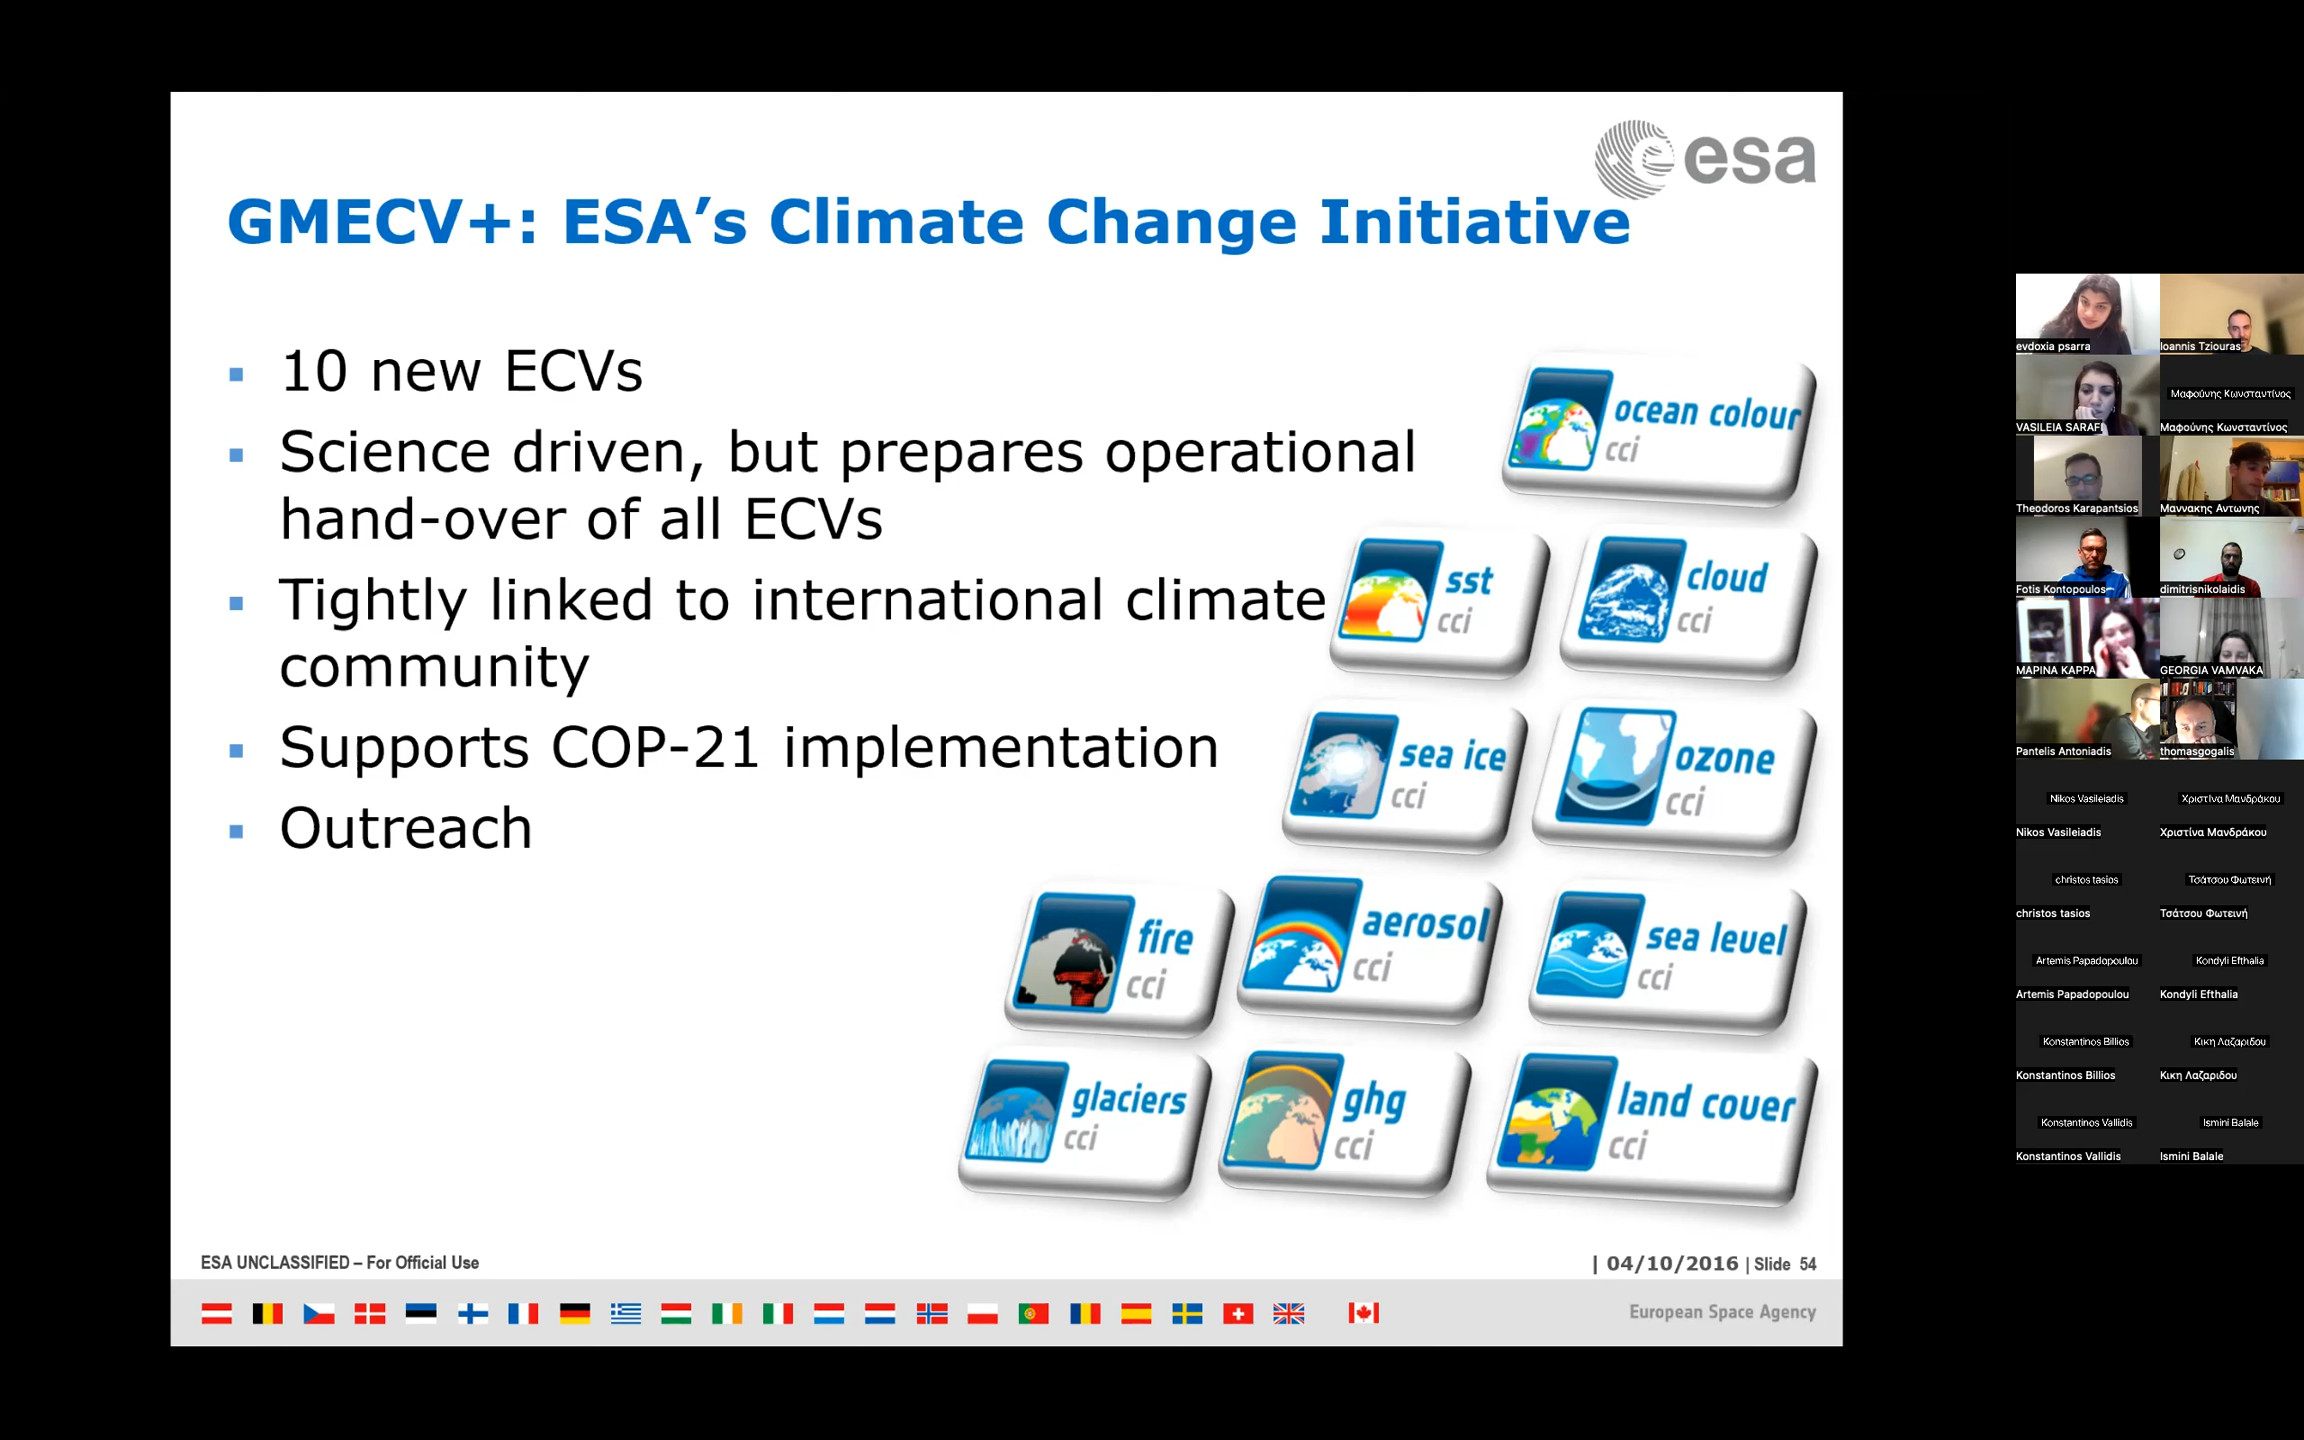 esa
GMECV+: ESA’s Climate Change Initiative
10 new ECVs
Science driven, but prepares operational
hand-over of all ECVs
Tightly linked to international climate
community
Supports COP-21 implementation
Outreach
ocean colour
cci
sst
cci
cloud
cci
sea ice
cci
ozone
cci
fire
cci
aerosol
cci
sea level
cci
glaciers
cci
ghg
cci
land cover
cci
ESA UNCLASSIFIED – For Official Use
| 04/10/2016 | Slide 54
European Space Agency
evdoxia psarra
Ioannis Tziouras
VASILEIA SARAFI
Μαφούνης Κωνσταντίνος
Μαφούνης Κωνσταντίνος
Theodoros Karapantsios
Μαννακης Αντωνης
Fotis Kontopoulos
dimitrisnikolaidis
ΜΑΡΙΝΑ ΚΑΡΡΑ
GEORGIA VAMVAKA
Pantelis Antoniadis
thomasgogalis
Nikos Vasileiadis
Χριστίνα Μανδράκου
Nikos Vasileiadis
Χριστίνα Μανδράκου
christos tasios
Τσάτσου Φωτεινή
christos tasios
Τσάτσου Φωτεινή
Artemis Papadopoulou
Kondyli Efthalia
Artemis Papadopoulou
Kondyli Efthalia
Konstantinos Billios
Κικη Λαζαριδου
Konstantinos Billios
Κικη Λαζαριδου
Konstantinos Vallidis
Ismini Balale
Konstantinos Vallidis
Ismini Balale